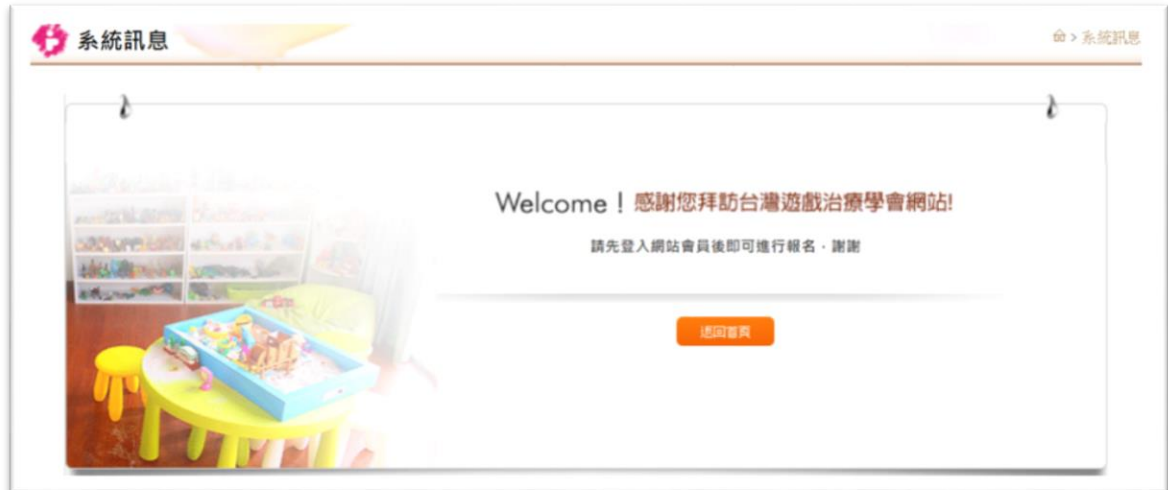 系統訊息
> 系統訊息
Welcome！感謝您拜訪台灣遊戲治療學會網站!
請先登入網站會員後即可進行報名，謝謝
返回首頁